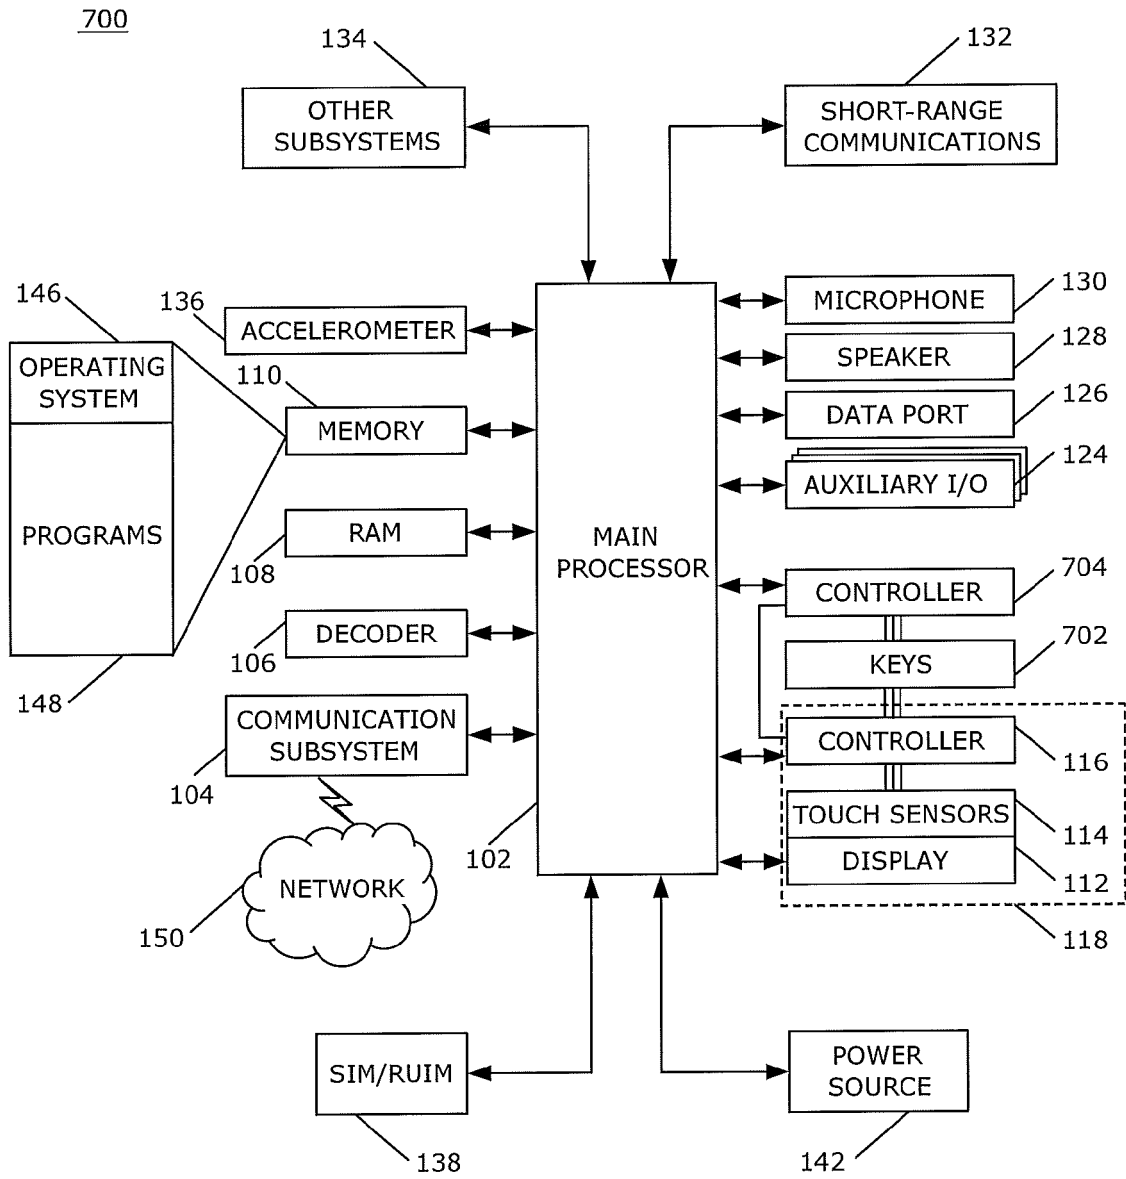 700
134
132
OTHER
SUBSYSTEMS
SHORT-RANGE
COMMUNICATIONS
146
136
ACCELEROMETER
110
OPERATING
SYSTEM
MEMORY
PROGRAMS
RAM
108
DECODER
106
148
COMMUNICATION
SUBSYSTEM
104
NETWORK
150
MAIN
PROCESSOR
102
MICROPHONE
130
SPEAKER
128
DATA PORT
126
AUXILIARY I/O
124
CONTROLLER
704
KEYS
702
CONTROLLER
116
TOUCH SENSORS
114
DISPLAY
112
118
SIM/RUIM
138
POWER
SOURCE
142